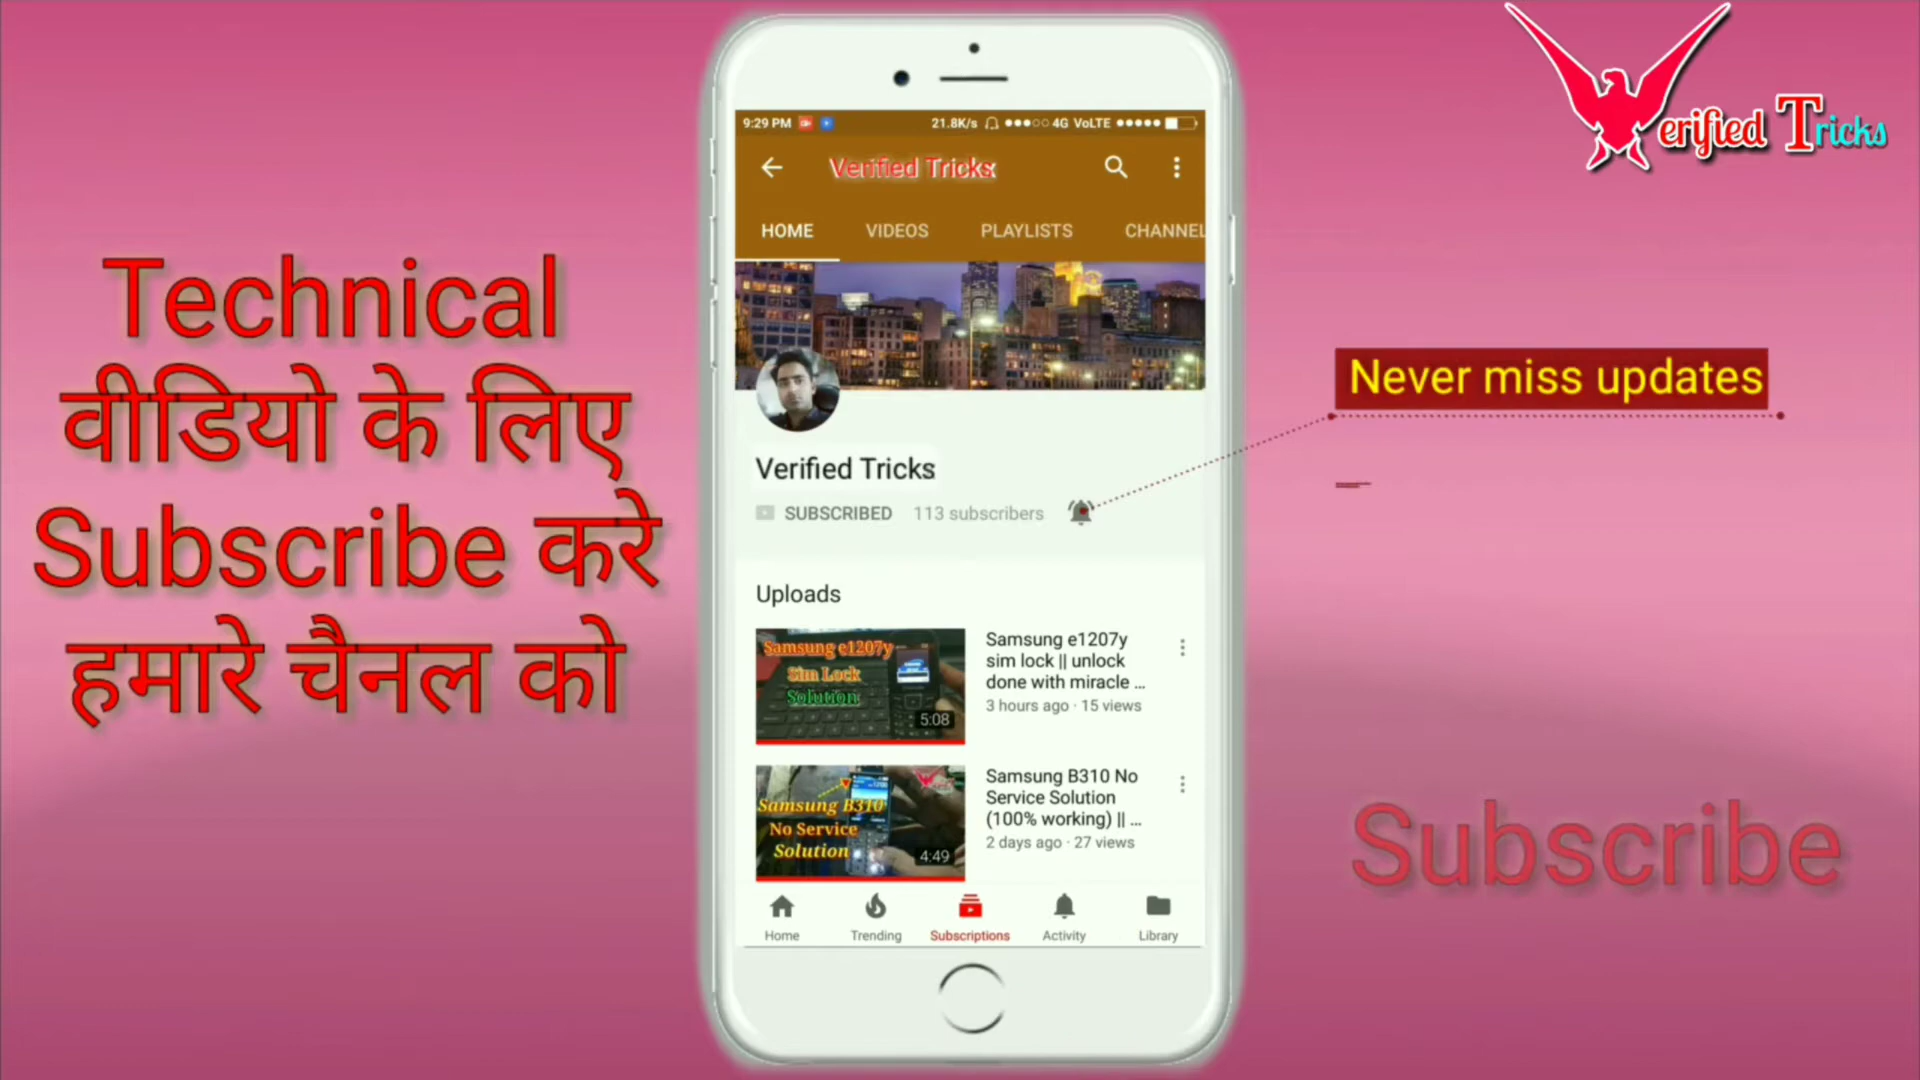 Verified Tricks
Technical
वीडियो के लिए
Subscribe करे
हमारे चैनल को
9:29 PM 21.8K/s 4G VoLTE
Verified Tricks
HOME VIDEOS PLAYLISTS CHANNEL
Verified Tricks
SUBSCRIBED 113 subscribers
Uploads
Samsung e1207y
Sim Lock
Solution
5:08
Samsung e1207y
sim lock || unlock
done with miracle ...
3 hours ago · 15 views
Samsung B310
No Service
Solution
4:49
Samsung B310 No
Service Solution
(100% working) || ...
2 days ago · 27 views
Home Trending Subscriptions Activity Library
Never miss updates
Subscribe